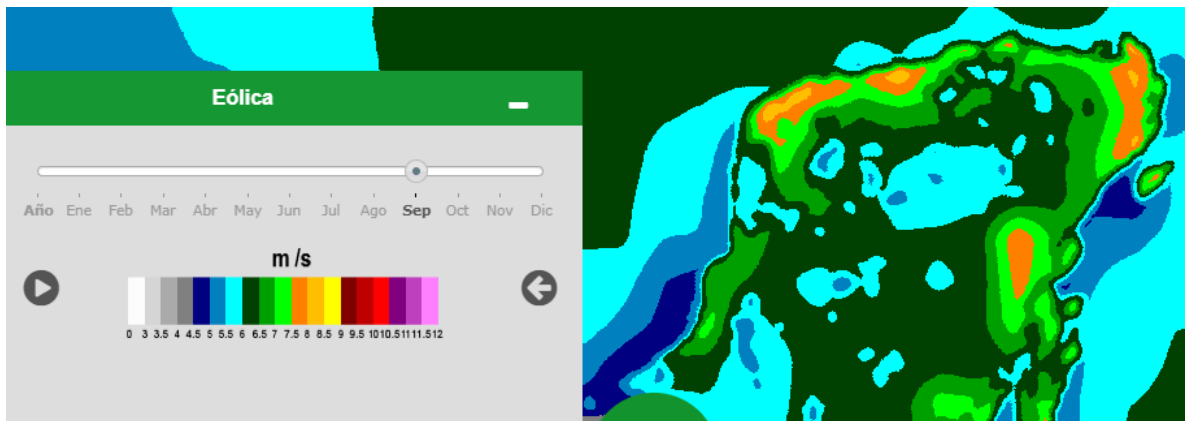 Eólica
Año Ene Feb Mar Abr May Jun Jul Ago Sep Oct Nov Dic
m /s
0 3 3.5 4 4.5 5 5.5 6 6.5 7 7.5 8 8.5 9 9.5 10 10.5 11 11.5 12